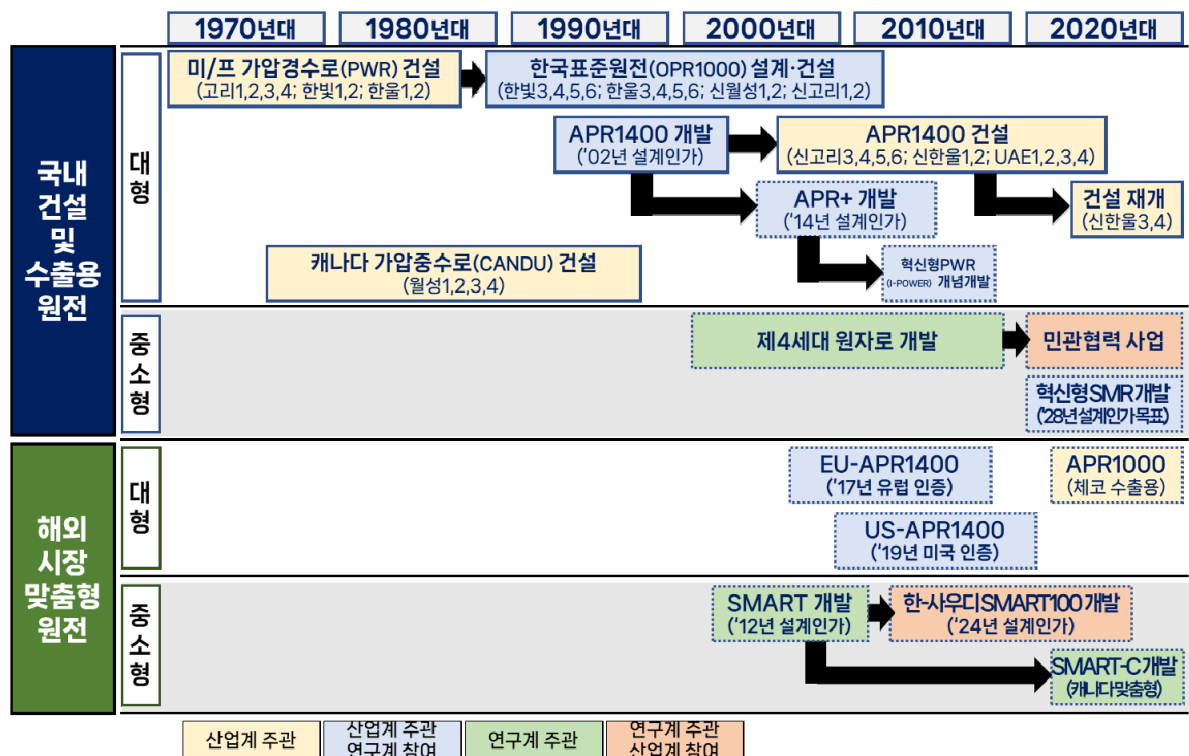 1970년대
1980년대
1990년대
2000년대
2010년대
2020년대
국내
건설
및
수출용
원전
대
형
미/프 가압경수로(PWR) 건설
(고리1,2,3,4; 한빛1,2; 한울1,2)
한국표준원전(OPR1000) 설계·건설
(한빛3,4,5,6; 한울3,4,5,6; 신월성1,2; 신고리1,2)
APR1400 개발
('02년 설계인가)
APR1400 건설
(신고리3,4,5,6; 신한울1,2; UAE1,2,3,4)
APR+ 개발
('14년 설계인가)
건설 재개
(신한울3,4)
캐나다 가압중수로(CANDU) 건설
(월성1,2,3,4)
혁신형PWR
(I-POWER) 개념개발
중
소
형
제4세대 원자로 개발
민관협력 사업
혁신형SMR개발
('28년설계인가목표)
해외
시장
맞춤형
원전
대
형
EU-APR1400
('17년 유럽 인증)
APR1000
(체코 수출용)
US-APR1400
('19년 미국 인증)
중
소
형
SMART 개발
('12년 설계인가)
한-사우디SMART100개발
('24년 설계인가)
SMART-C개발
(캐나다맞춤형)
산업계 주관
산업계 주관
연구계 참여
연구계 주관
연구계 주관
산업계 참여